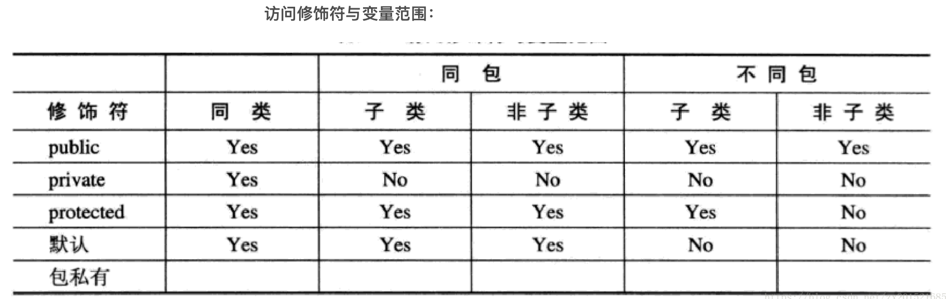 访问修饰符与变量范围：
同 包 不 同 包
修 饰 符 同 类 子 类 非 子 类 子 类 非 子 类
public Yes Yes Yes Yes Yes
private Yes No No No No
protected Yes Yes Yes Yes No
默认 Yes Yes Yes No No
包私有